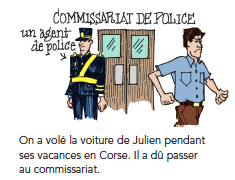 COMMISSARIAT DE POLICE
un agent
de police
On a volé la voiture de Julien pendant
ses vacances en Corse. Il a dû passer
au commissariat.